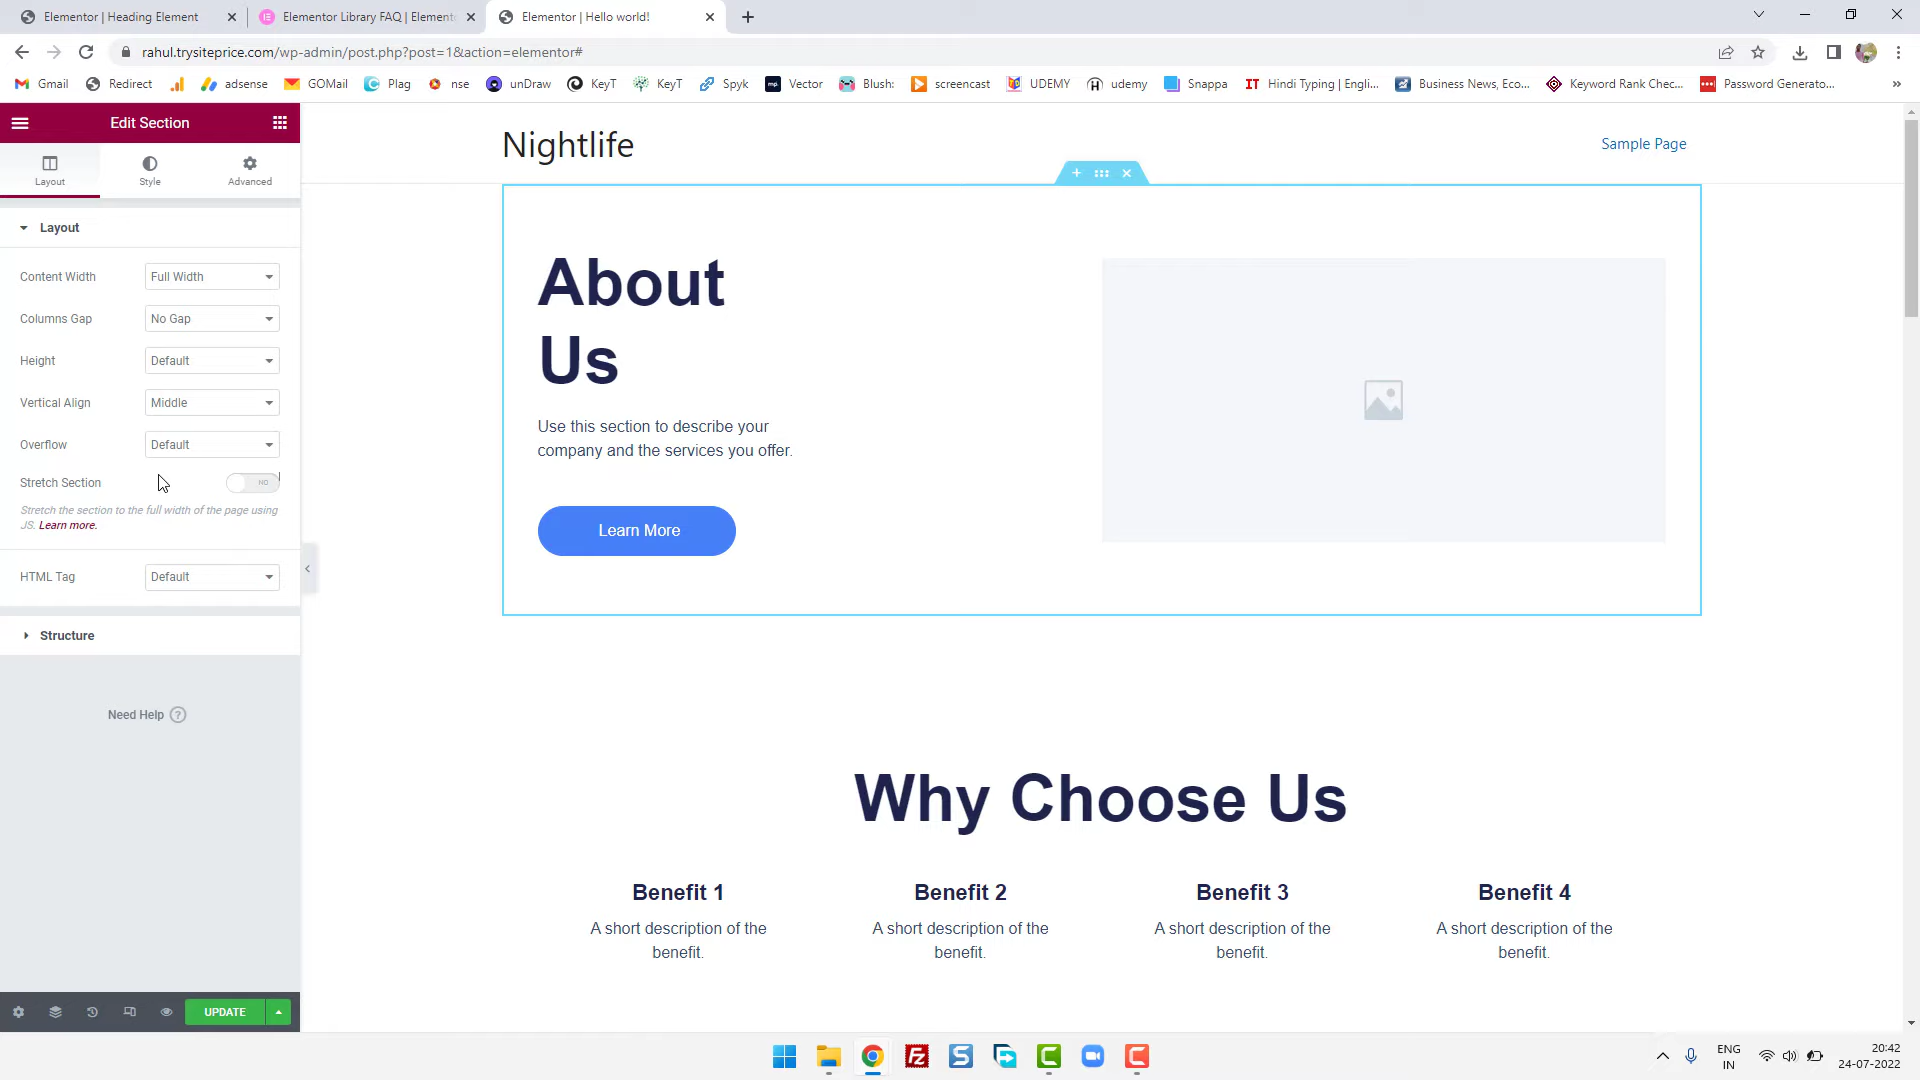 Elementor | Heading Element
Elementor Library FAQ | Element
Elementor | Hello world!
rahul.trysiteprice.com/wp-admin/post.php?post=1&action=elementor#
Gmail Redirect adsense GOMail Plag nse unDraw KeyT KeyT Spyk Vector Blush: screencast UDEMY udemy Snappa Hindi Typing | Engli... Business News, Eco... Keyword Rank Chec... Password Generato... »
Edit Section
Layout Style Advanced
Layout
Content Width Full Width
Columns Gap No Gap
Height Default
Vertical Align Middle
Overflow Default
Stretch Section NO
Stretch the section to the full width of the page using
JS. Learn more.
HTML Tag Default
Structure
Need Help ?
UPDATE
Nightlife
Sample Page
About
Us
Use this section to describe your
company and the services you offer.
Learn More
Why Choose Us
Benefit 1 Benefit 2 Benefit 3 Benefit 4
A short description of the A short description of the A short description of the A short description of the
benefit. benefit. benefit. benefit.
ENG
IN
20:42
24-07-2022